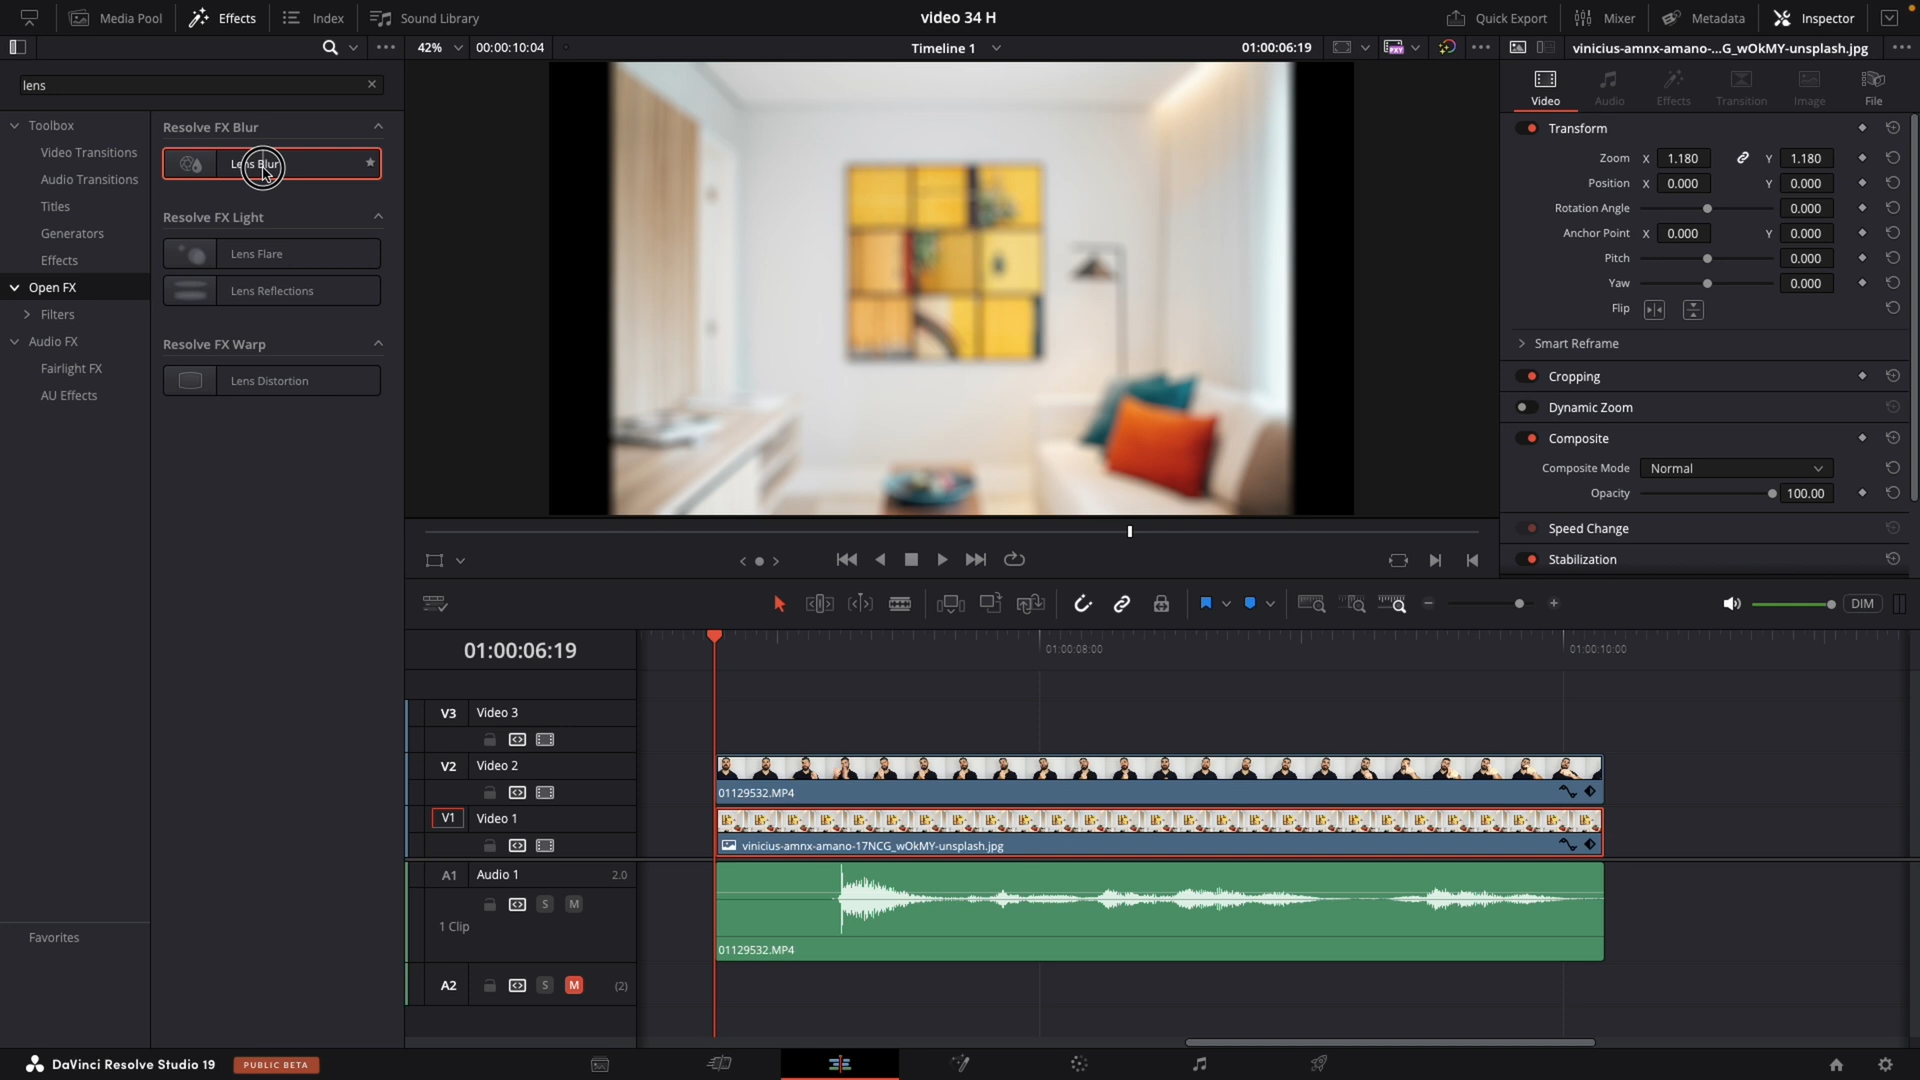 Media Pool
Effects
Index
Sound Library
video 34 H
Quick Export
Mixer
Metadata
Inspector
42%
00:00:10:04
Timeline 1
01:00:06:19
vinicius-amnx-amano-...G_wOkMY-unsplash.jpg
lens
Toolbox
Video Transitions
Audio Transitions
Titles
Generators
Effects
Open FX
Filters
Audio FX
Fairlight FX
AU Effects
Favorites
Resolve FX Blur
Lens Blur
Resolve FX Light
Lens Flare
Lens Reflections
Resolve FX Warp
Lens Distortion
Video
Audio
Effects
Transition
Image
File
Transform
Zoom X 1.180 Y 1.180
Position X 0.000 Y 0.000
Rotation Angle 0.000
Anchor Point X 0.000 Y 0.000
Pitch 0.000
Yaw 0.000
Flip
Smart Reframe
Cropping
Dynamic Zoom
Composite
Composite Mode Normal
Opacity 100.00
Speed Change
Stabilization
DIM
01:00:06:19
01:00:08:00
01:00:10:00
V3 Video 3
V2 Video 2
01129532.MP4
V1 Video 1
vinicius-amnx-amano-17NCG_wOkMY-unsplash.jpg
A1 Audio 1 2.0
S M
1 Clip
01129532.MP4
A2 S M (2)
DaVinci Resolve Studio 19
PUBLIC BETA